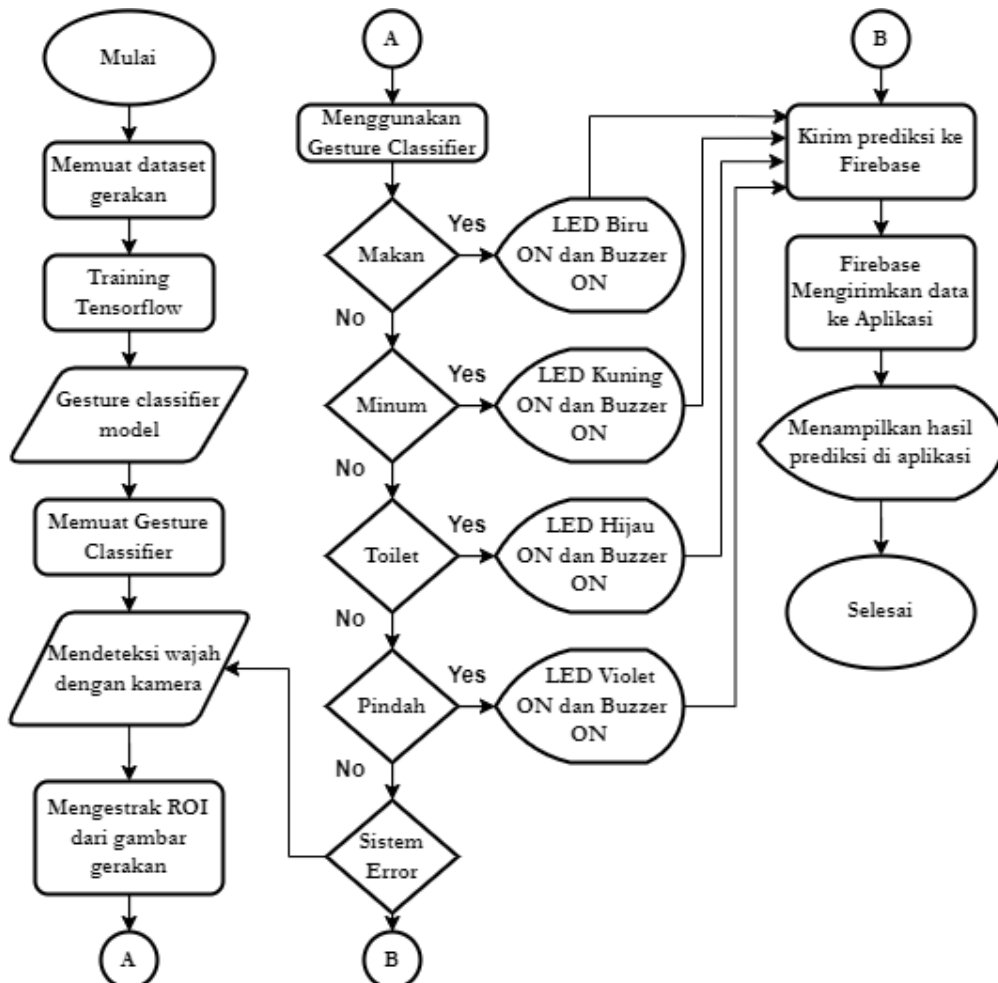 Mulai
Memuat dataset
gerakan
Training
Tensorflow
Gesture classifier
model
Memuat Gesture
Classifier
Mendeteksi wajah
dengan kamera
Mengestrak ROI
dari gambar
gerakan
A
A
Menggunakan
Gesture Classifier
Makan
Yes
LED Biru
ON dan Buzzer
ON
No
Minum
Yes
LED Kuning
ON dan Buzzer
ON
No
Toilet
Yes
LED Hijau
ON dan Buzzer
ON
No
Pindah
Yes
LED Violet
ON dan Buzzer
ON
No
Sistem
Error
B
B
Kirim prediksi ke
Firebase
Firebase
Mengirimkan data
ke Aplikasi
Menampilkan hasil
prediksi di aplikasi
Selesai